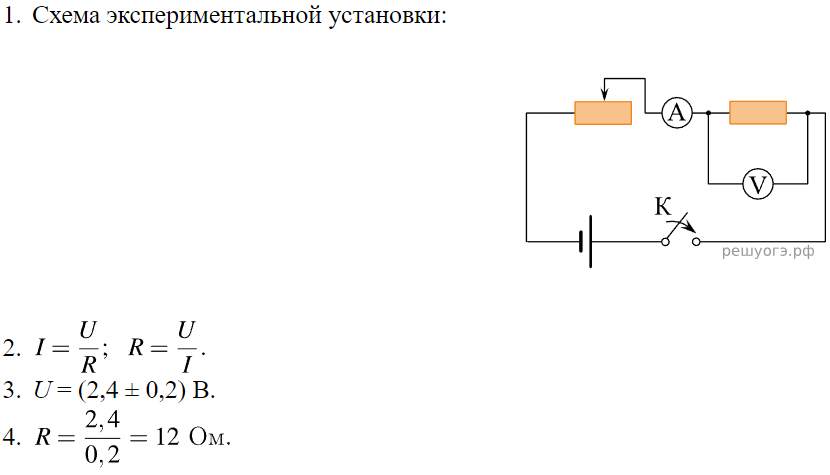 1. Схема экспериментальной установки:
A
V
К
решуогэ.рф
2. I = U/R; R = U/I.
3. U = (2,4 ± 0,2) В.
4. R = 2,4/0,2 = 12 Ом.